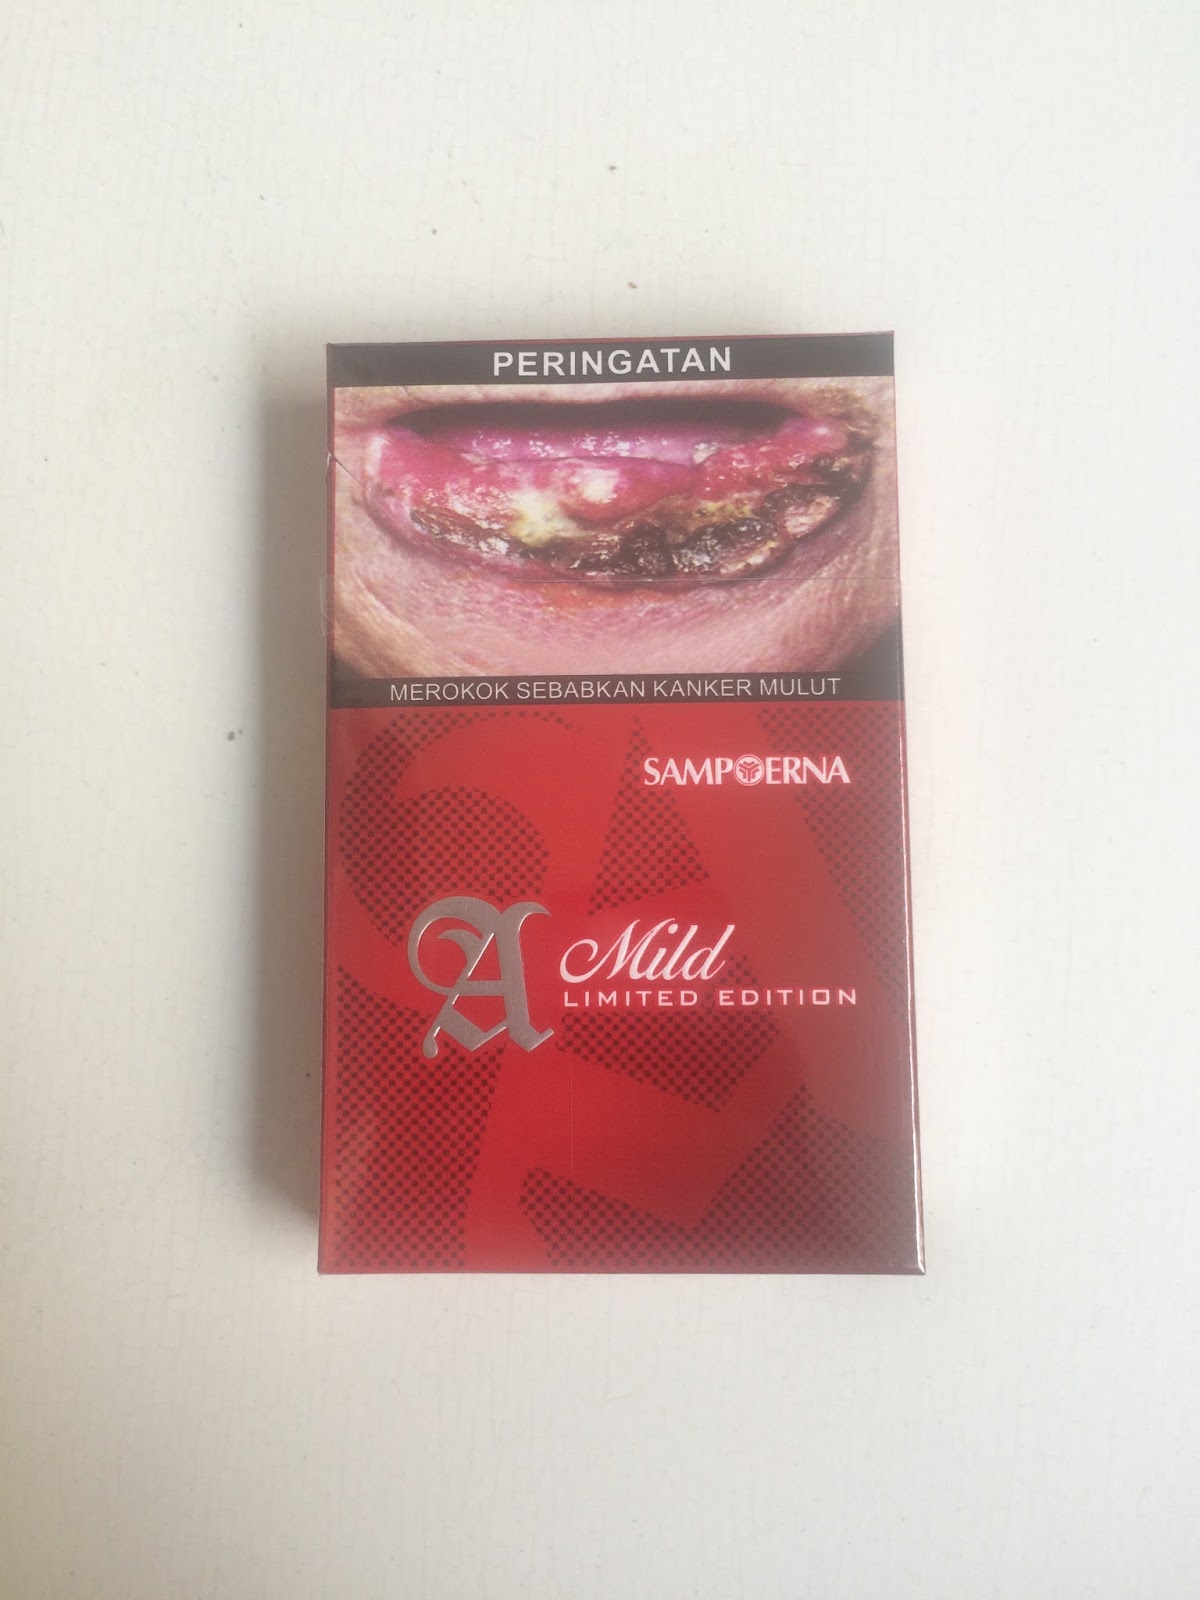 PERINGATAN
MEROKOK SEBABKAN KANKER MULUT
SAMPOERNA
A Mild
LIMITED EDITION